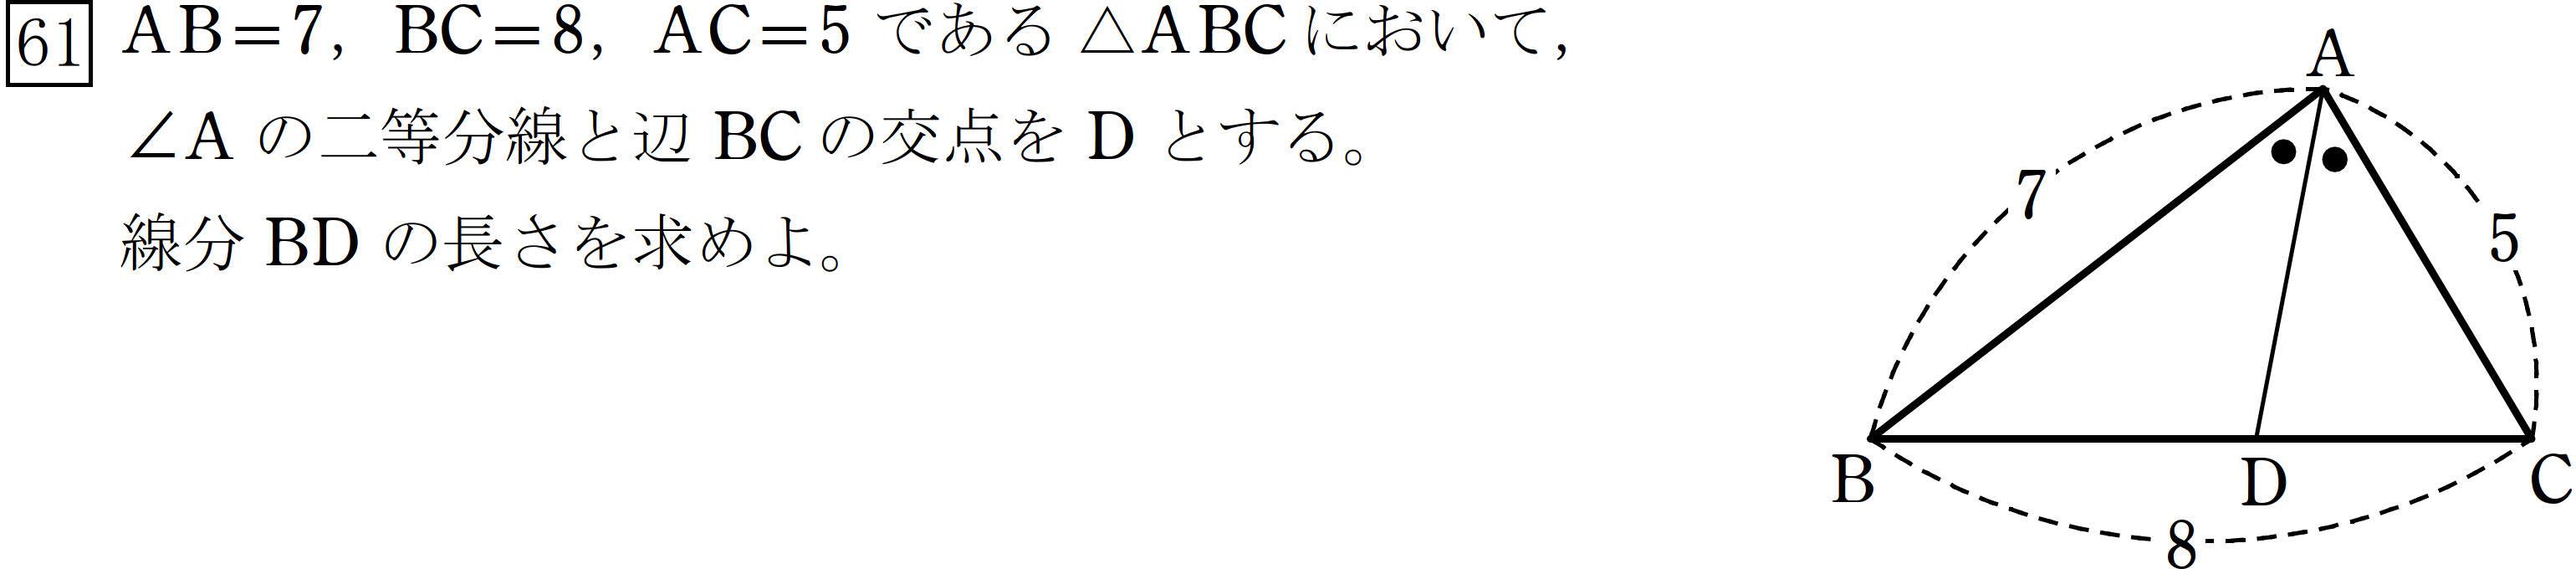 61 AB=7, BC=8, AC=5 である △ABC において,
∠A の二等分線と辺 BC の交点を D とする。
線分 BD の長さを求めよ。
A
7
5
B
D
C
8